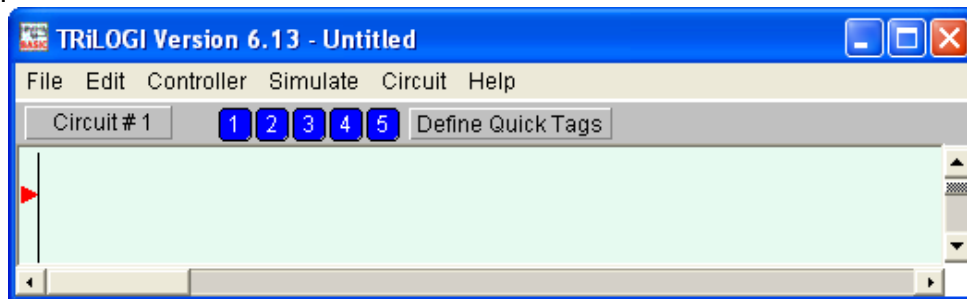 TRiLOGI Version 6.13 - Untitled
File Edit Controller Simulate Circuit Help
Circuit # 1 1 2 3 4 5 Define Quick Tags